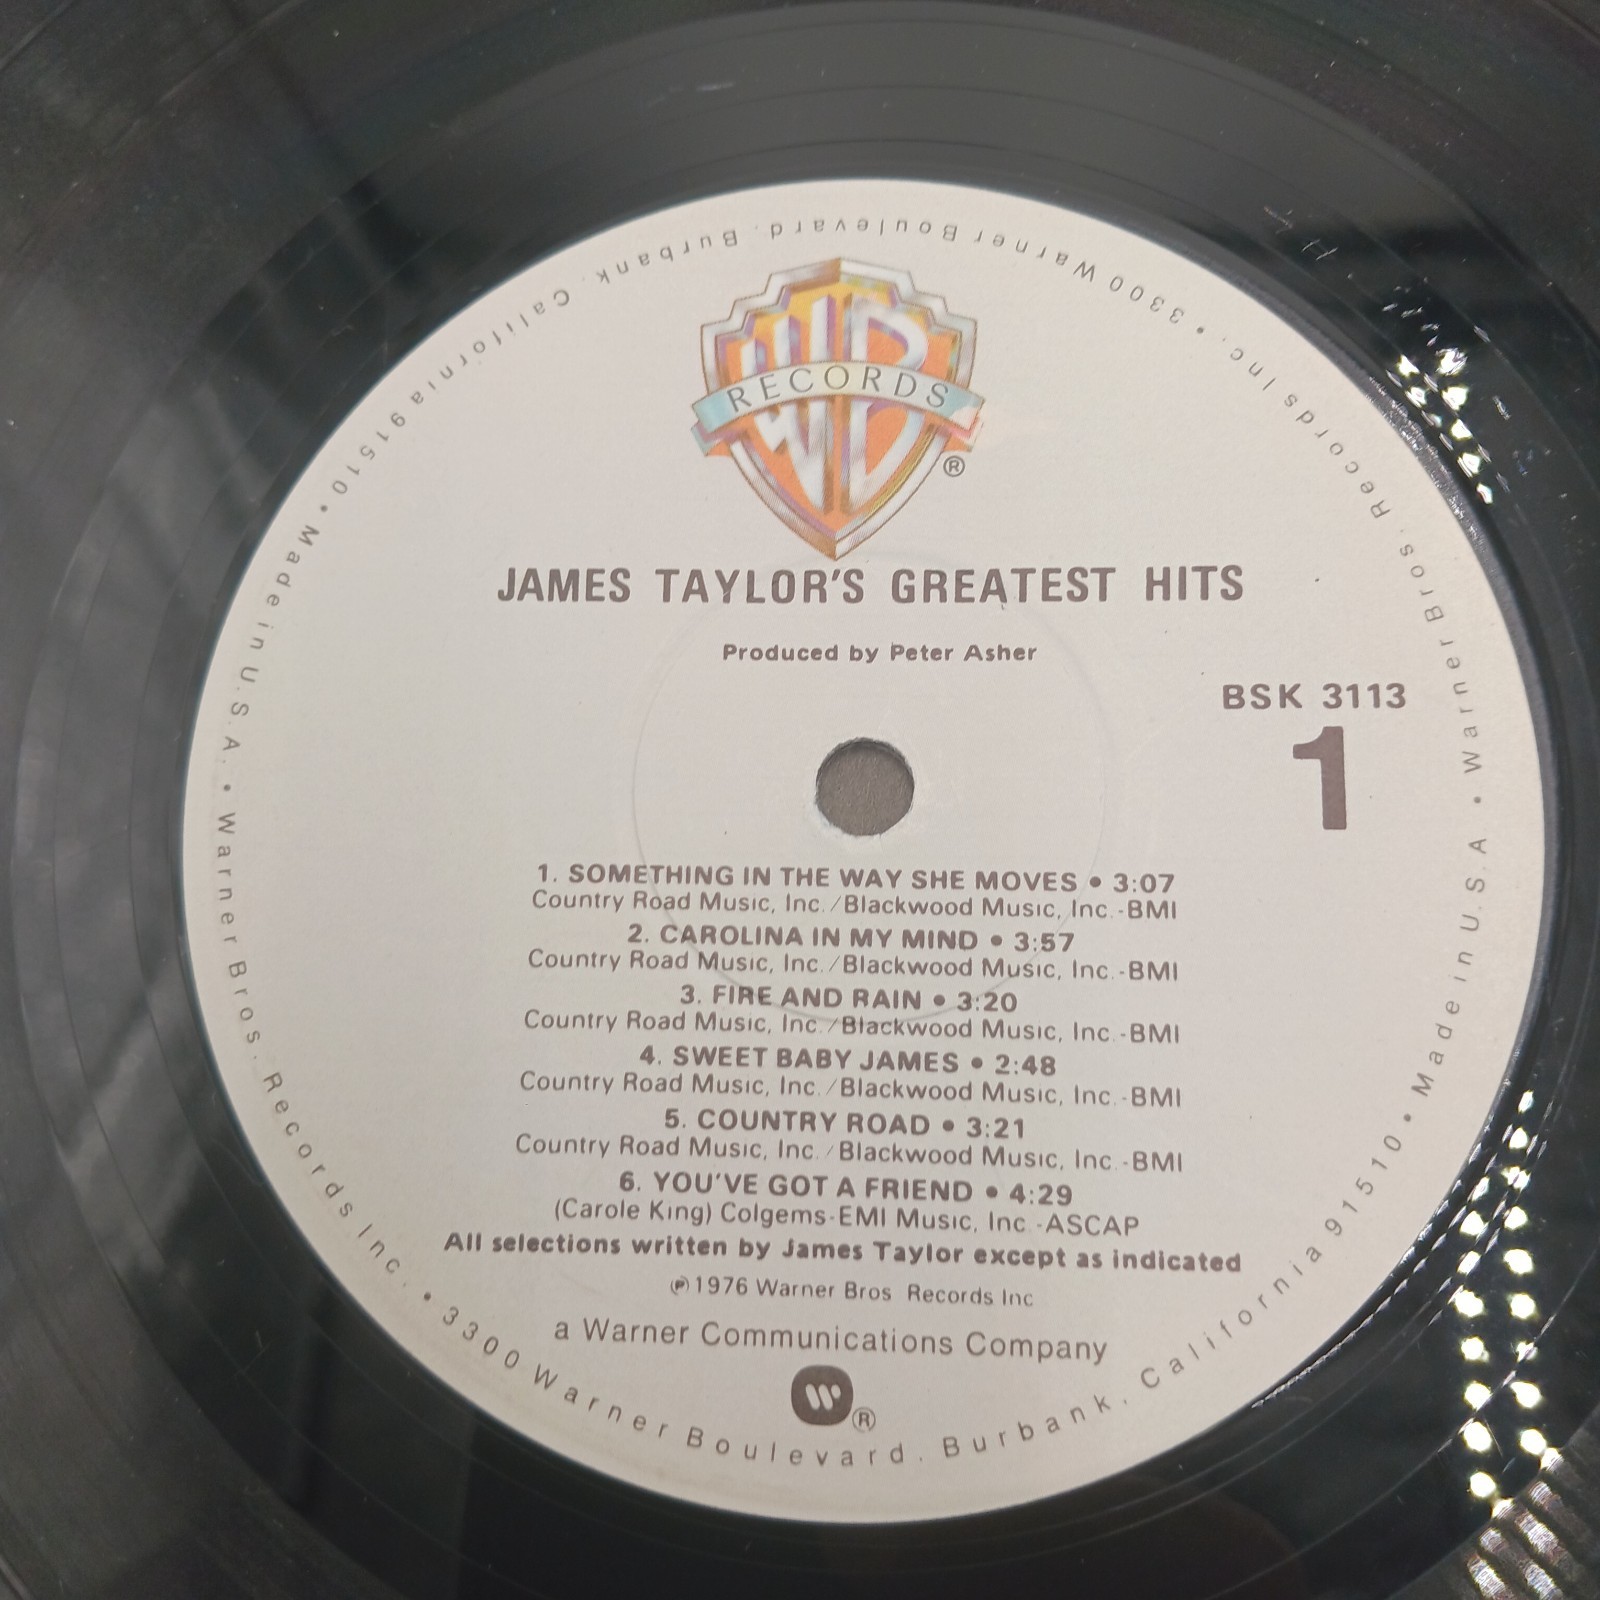 WB
RECORDS
®
JAMES TAYLOR'S GREATEST HITS
Produced by Peter Asher
BSK 3113
1
1. SOMETHING IN THE WAY SHE MOVES • 3:07
Country Road Music, Inc./Blackwood Music, Inc.-BMI
2. CAROLINA IN MY MIND • 3:57
Country Road Music, Inc./Blackwood Music, Inc.-BMI
3. FIRE AND RAIN • 3:20
Country Road Music, Inc./Blackwood Music, Inc.-BMI
4. SWEET BABY JAMES • 2:48
Country Road Music, Inc./Blackwood Music, Inc.-BMI
5. COUNTRY ROAD • 3:21
Country Road Music, Inc./Blackwood Music, Inc.-BMI
6. YOU'VE GOT A FRIEND • 4:29
(Carole King) Colgems-EMI Music, Inc.-ASCAP
All selections written by James Taylor except as indicated
℗1976 Warner Bros Records Inc
a Warner Communications Company
W®
Warner Bros. Records Inc. • 3300 Warner Boulevard. Burbank, California 91510 • Made in U.S.A. • Warner Bros. Records Inc. • 3300 Warner Boulevard. Burbank. California 91510 • Made in U.S.A. •